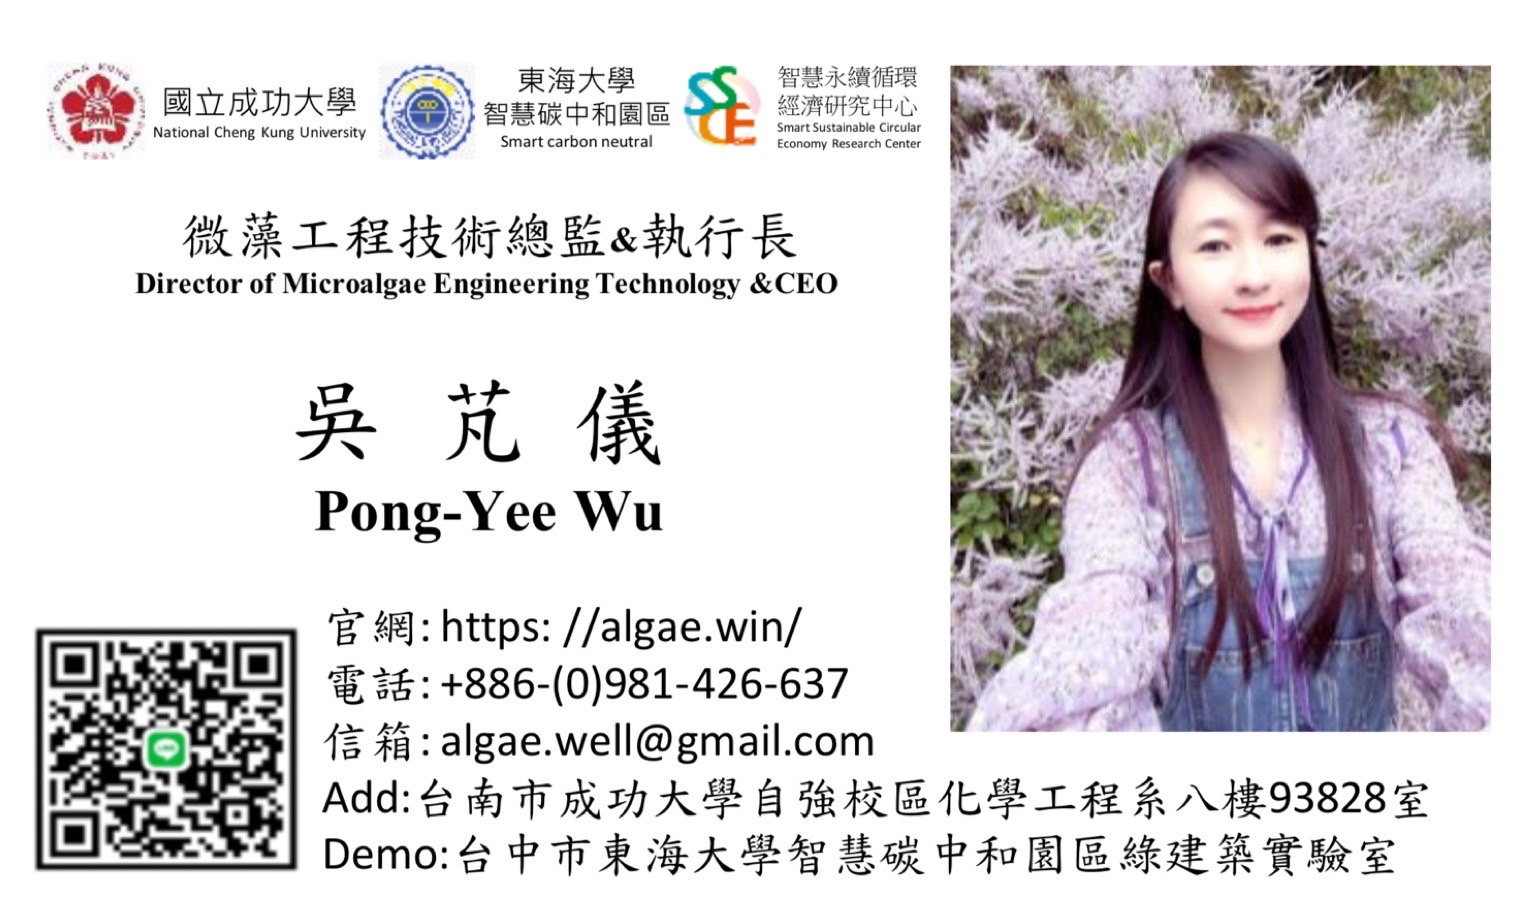 國立成功大學
National Cheng Kung University
東海大學
智慧碳中和園區
Smart carbon neutral
智慧永續循環
經濟研究中心
Smart Sustainable Circular
Economy Research Center
微藻工程技術總監&執行長
Director of Microalgae Engineering Technology &CEO
吳 芃 儀
Pong-Yee Wu
官網: https: //algae.win/
電話: +886-(0)981-426-637
信箱: algae.well@gmail.com
Add:台南市成功大學自強校區化學工程系八樓93828室
Demo:台中市東海大學智慧碳中和園區綠建築實驗室